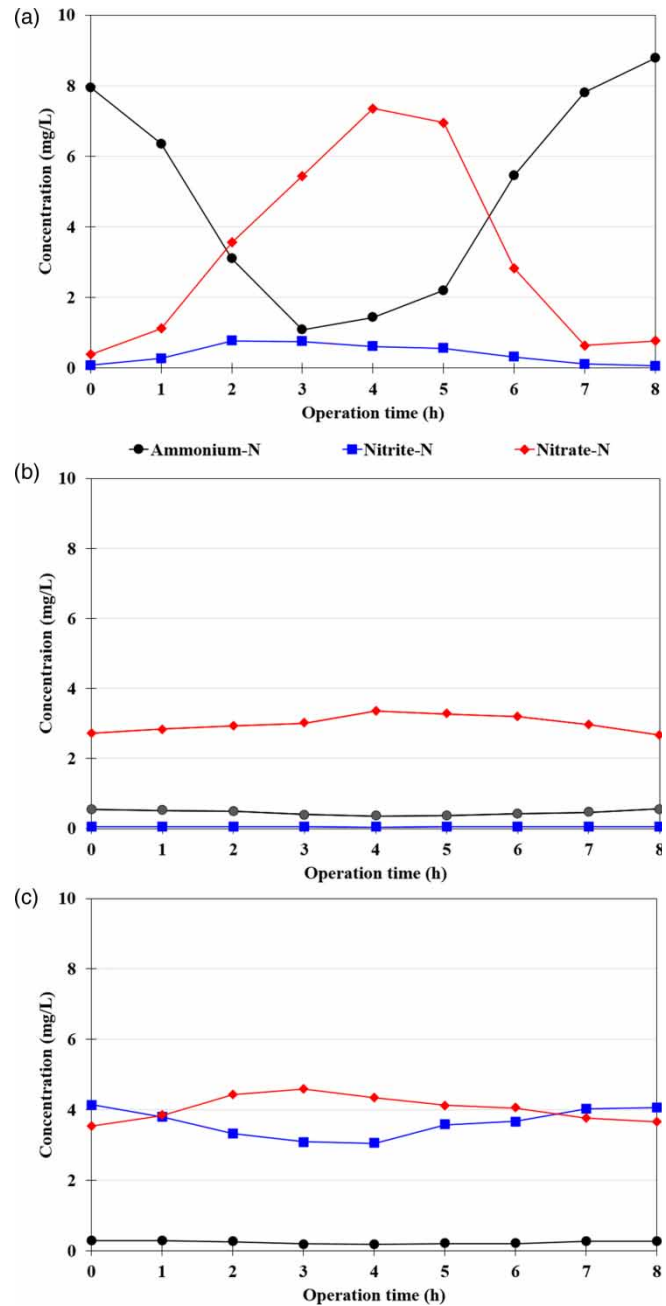 (a)
10
8
6
4
2
0
Concentration (mg/L)
0 1 2 3 4 5 6 7 8
Operation time (h)
Ammonium-N Nitrite-N Nitrate-N
(b)
10
8
6
4
2
0
Concentraion (mg/L)
0 1 2 3 4 5 6 7 8
Operation time (h)
(c)
10
8
6
4
2
0
Concentration (mg/L)
0 1 2 3 4 5 6 7 8
Operation time (h)